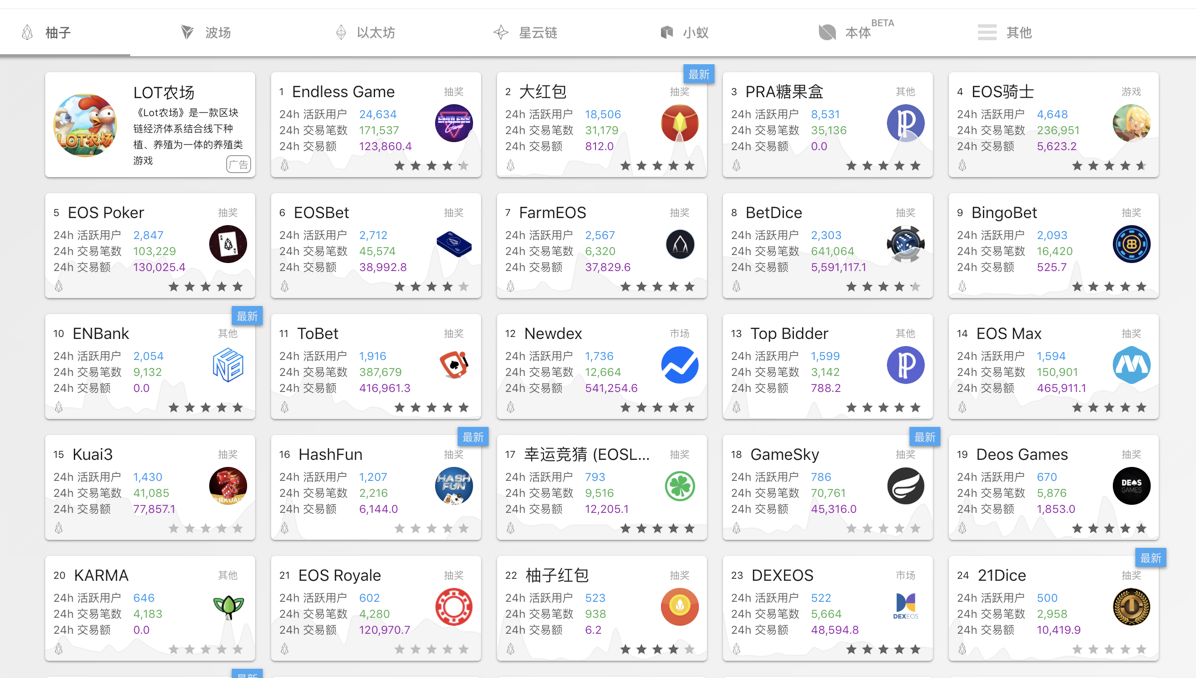 柚子
波场
以太坊
星云链
小蚁
本体 BETA
其他
LOT农场
《Lot农场》是一款区块
链经济体系结合线下种
植、养殖为一体的养殖类
游戏
广告
LOT农场
1 Endless Game 抽奖
24h 活跃用户 24,634
24h 交易笔数 171,537
24h 交易额 123,860.4
最新
2 大红包 抽奖
24h 活跃用户 18,506
24h 交易笔数 31,179
24h 交易额 812.0
3 PRA糖果盒 其他
24h 活跃用户 8,531
24h 交易笔数 35,136
24h 交易额 0.0
4 EOS骑士 游戏
24h 活跃用户 4,648
24h 交易笔数 236,951
24h 交易额 5,623.2
5 EOS Poker 抽奖
24h 活跃用户 2,847
24h 交易笔数 103,229
24h 交易额 130,025.4
6 EOSBet 抽奖
24h 活跃用户 2,712
24h 交易笔数 45,574
24h 交易额 38,992.8
7 FarmEOS 抽奖
24h 活跃用户 2,567
24h 交易笔数 6,320
24h 交易额 37,829.6
8 BetDice 抽奖
24h 活跃用户 2,303
24h 交易笔数 641,064
24h 交易额 5,591,117.1
9 BingoBet 抽奖
24h 活跃用户 2,093
24h 交易笔数 16,420
24h 交易额 525.7
最新
10 ENBank 其他
24h 活跃用户 2,054
24h 交易笔数 9,132
24h 交易额 0.0
11 ToBet 抽奖
24h 活跃用户 1,916
24h 交易笔数 387,679
24h 交易额 416,961.3
12 Newdex 市场
24h 活跃用户 1,736
24h 交易笔数 12,664
24h 交易额 541,254.6
13 Top Bidder 其他
24h 活跃用户 1,599
24h 交易笔数 3,142
24h 交易额 788.2
14 EOS Max 抽奖
24h 活跃用户 1,594
24h 交易笔数 150,901
24h 交易额 465,911.1
15 Kuai3 抽奖
24h 活跃用户 1,430
24h 交易笔数 41,085
24h 交易额 77,857.1
最新
16 HashFun 抽奖
24h 活跃用户 1,207
24h 交易笔数 2,216
24h 交易额 6,144.0
HASH
FUN
17 幸运竞猜 (EOSL... 抽奖
24h 活跃用户 793
24h 交易笔数 9,516
24h 交易额 12,205.1
最新
18 GameSky 抽奖
24h 活跃用户 786
24h 交易笔数 70,761
24h 交易额 45,316.0
19 Deos Games 抽奖
24h 活跃用户 670
24h 交易笔数 5,876
24h 交易额 1,853.0
DEOS
GAMES
20 KARMA 其他
24h 活跃用户 646
24h 交易笔数 4,183
24h 交易额 0.0
21 EOS Royale 抽奖
24h 活跃用户 602
24h 交易笔数 4,280
24h 交易额 120,970.7
22 柚子红包 抽奖
24h 活跃用户 523
24h 交易笔数 938
24h 交易额 6.2
23 DEXEOS 市场
24h 活跃用户 522
24h 交易笔数 5,664
24h 交易额 48,594.8
DEXEOS
最新
24 21Dice 抽奖
24h 活跃用户 500
24h 交易笔数 2,958
24h 交易额 10,419.9
最新